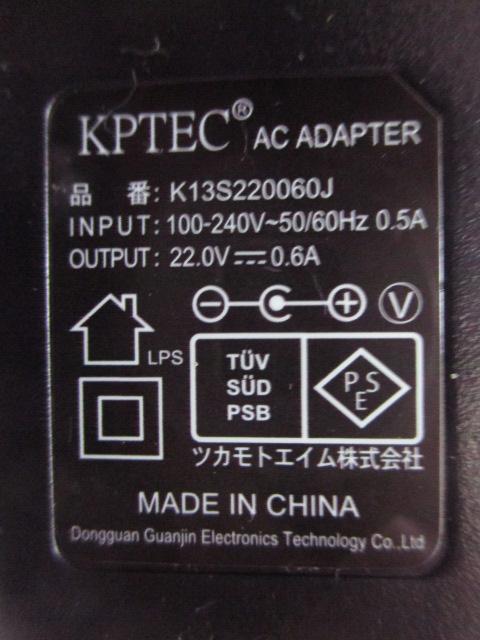 KPTEC® AC ADAPTER
品 番: K13S220060J
INPUT: 100-240V~50/60Hz 0.5A
OUTPUT: 22.0V⎓0.6A
V
LPS
TÜV
SÜD
PSB
PSE
ツカモトエイム株式会社
MADE IN CHINA
Dongguan Guanjin Electronics Technology Co.,Ltd